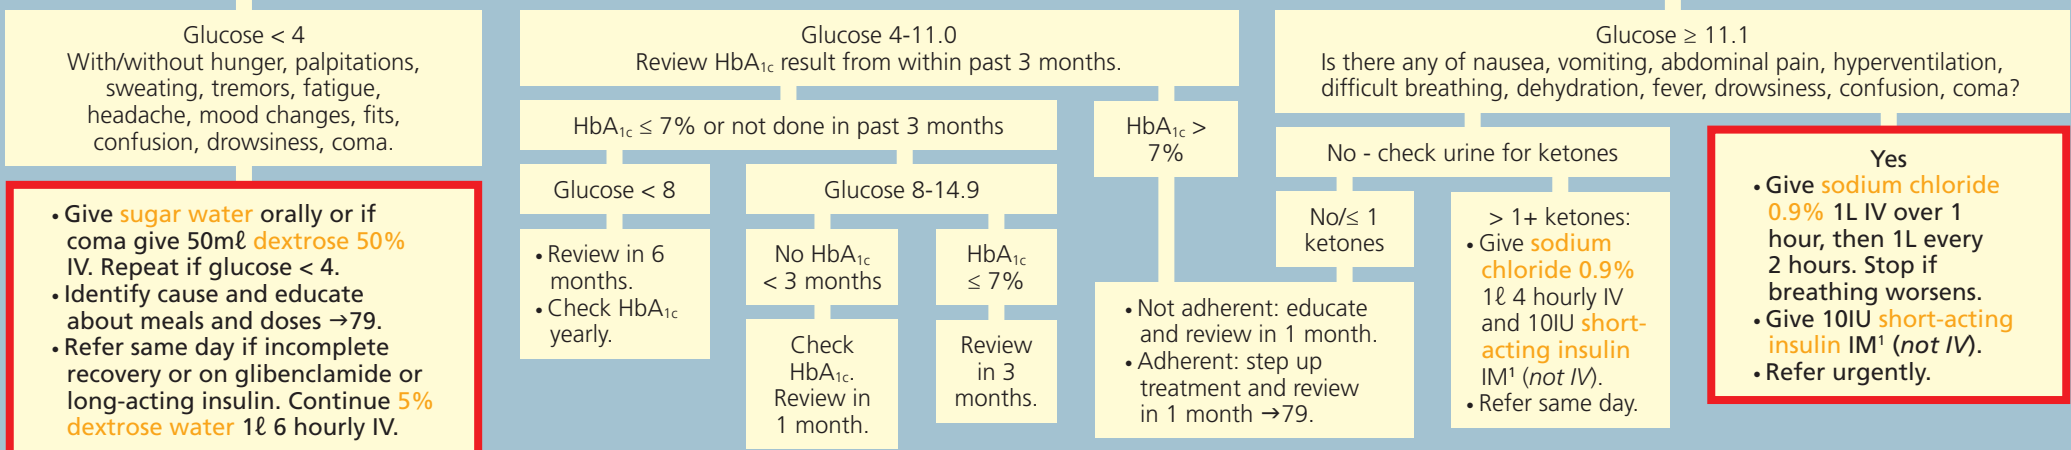 Glucose < 4
With/without hunger, palpitations,
sweating, tremors, fatigue,
headache, mood changes, fits,
confusion, drowsiness, coma.
• Give sugar water orally or if
coma give 50mℓ dextrose 50%
IV. Repeat if glucose < 4.
• Identify cause and educate
about meals and doses →79.
• Refer same day if incomplete
recovery or on glibenclamide or
long-acting insulin. Continue 5%
dextrose water 1ℓ 6 hourly IV.
Glucose 4-11.0
Review HbA1c result from within past 3 months.
HbA1c ≤ 7% or not done in past 3 months
Glucose < 8
• Review in 6
months.
• Check HbA1c
yearly.
Glucose 8-14.9
No HbA1c
< 3 months
Check
HbA1c.
Review in
1 month.
HbA1c
≤ 7%
Review
in 3
months.
HbA1c >
7%
• Not adherent: educate
and review in 1 month.
• Adherent: step up
treatment and review
in 1 month →79.
Glucose ≥ 11.1
Is there any of nausea, vomiting, abdominal pain, hyperventilation,
difficult breathing, dehydration, fever, drowsiness, confusion, coma?
No - check urine for ketones
No/≤ 1
ketones
> 1+ ketones:
• Give sodium
chloride 0.9%
1ℓ 4 hourly IV
and 10IU short-
acting insulin
IM¹ (not IV).
• Refer same day.
Yes
• Give sodium chloride
0.9% 1L IV over 1
hour, then 1L every
2 hours. Stop if
breathing worsens.
• Give 10IU short-acting
insulin IM¹ (not IV).
• Refer urgently.